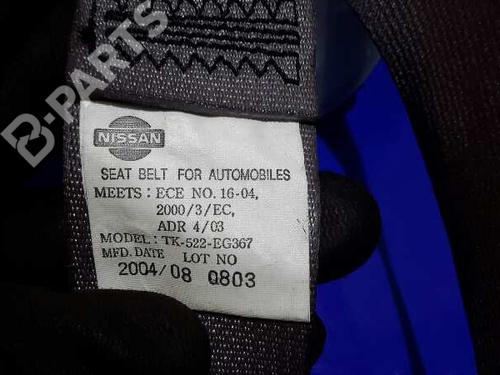 B-PARTS
NISSAN
SEAT BELT FOR AUTOMOBILES
MEETS: ECE NO. 16-04,
2000/3/EC,
ADR 4/03
MODEL: TK-522-EG367
MFD. DATE LOT NO
2004/08 Q803